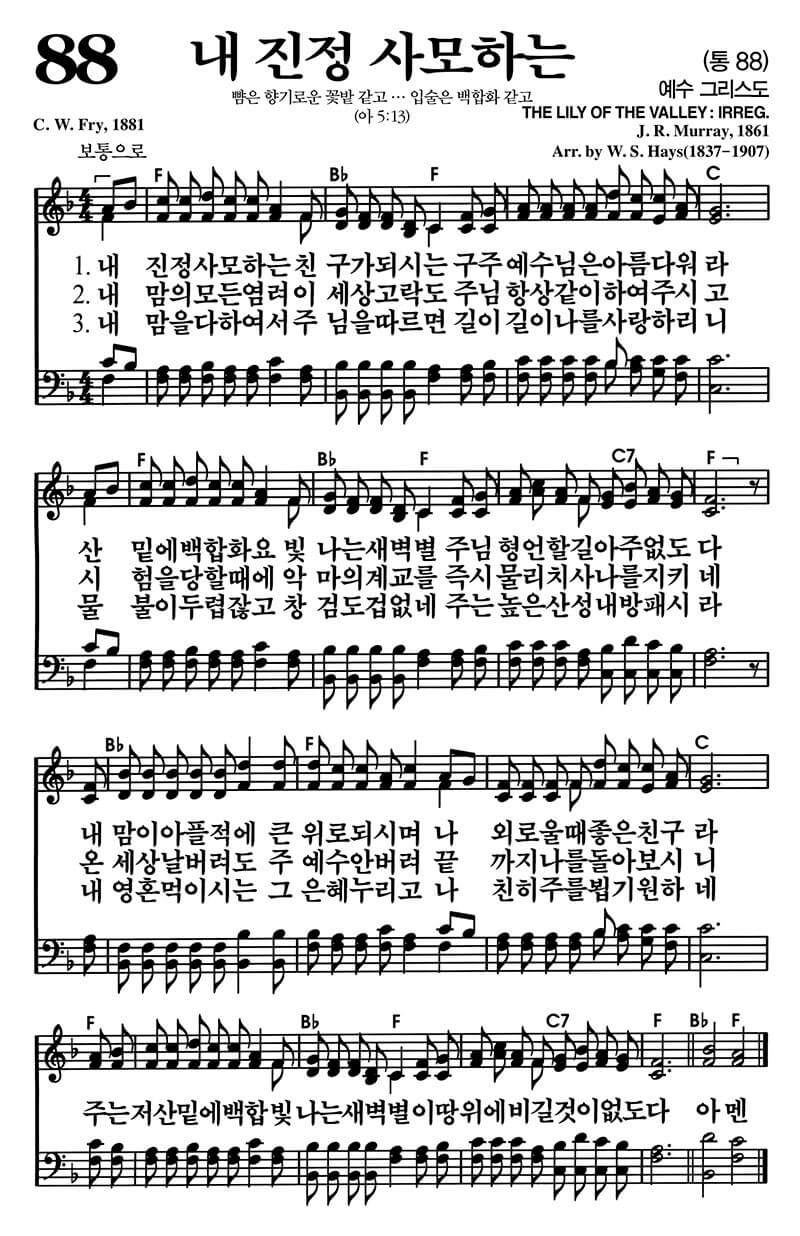 88 내 진정 사모하는 (통 88)
뺨은 향기로운 꽃밭 같고 … 입술은 백합화 같고 예수 그리스도
(아 5:13) THE LILY OF THE VALLEY : IRREG.
C. W. Fry, 1881 J. R. Murray, 1861
보통으로 Arr. by W. S. Hays(1837-1907)
F B♭ F C
1. 내 진정사모하는 친 구가되시는 구주 예수님은아름다워 라
2. 내 맘의모든염려이 세상고락도 주님 항상같이하여주시 고
3. 내 맘을다하여서주 님을따르면 길이 길이나를사랑하리 니
F B♭ F C7 F
산 밑에백합화요 빛 나는새벽별 주님 형언할길아주없도 다
시 험을당할때에 악 마의계교를 즉시 물리치사나를지키 네
물 불이두렵잖고 창 검도겁없네 주는 높은산성내방패시 라
B♭ F C
내 맘이아플적에 큰 위로되시며 나 외로울때좋은친구 라
온 세상날버려도 주 예수안버려 끝 까지나를돌아보시 니
내 영혼먹이시는 그 은혜누리고 나 친히주를뵙기원하 네
F B♭ F C7 F B♭ F
주는저산밑에백합빛나는새벽별이땅위에비길것이없도다 아멘